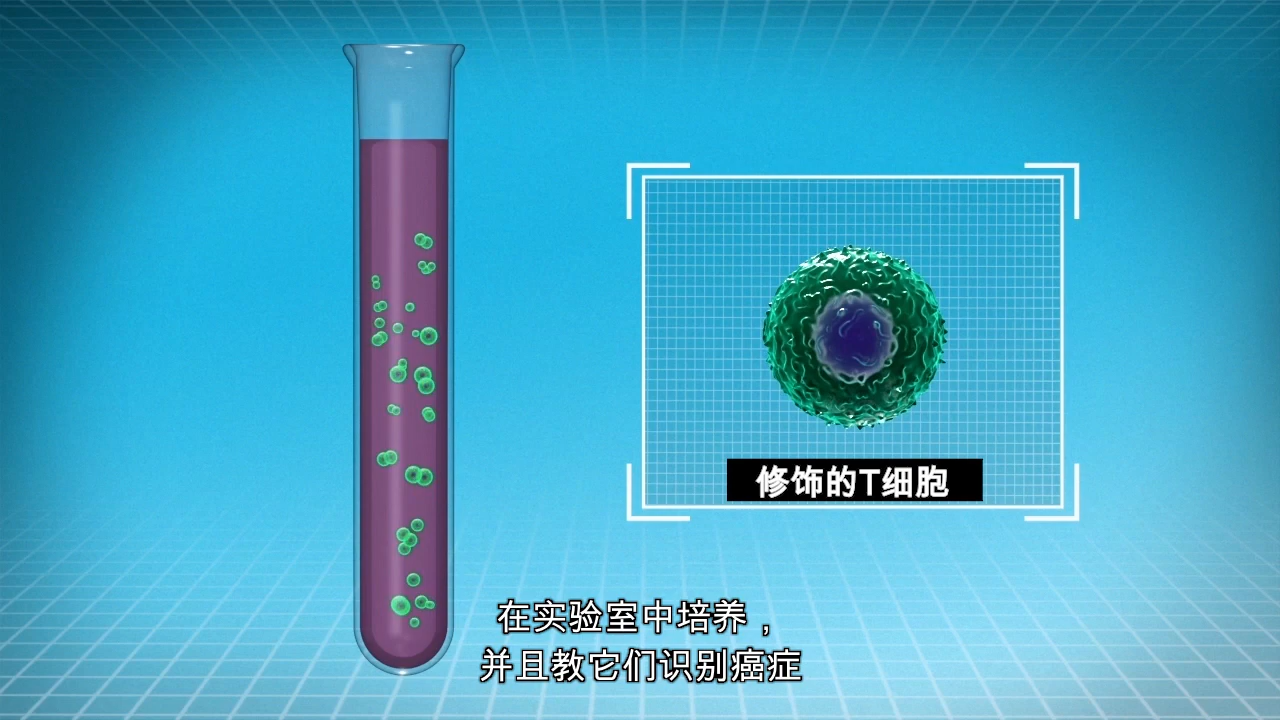 修饰的T细胞
在实验室中培养，
并且教它们识别癌症